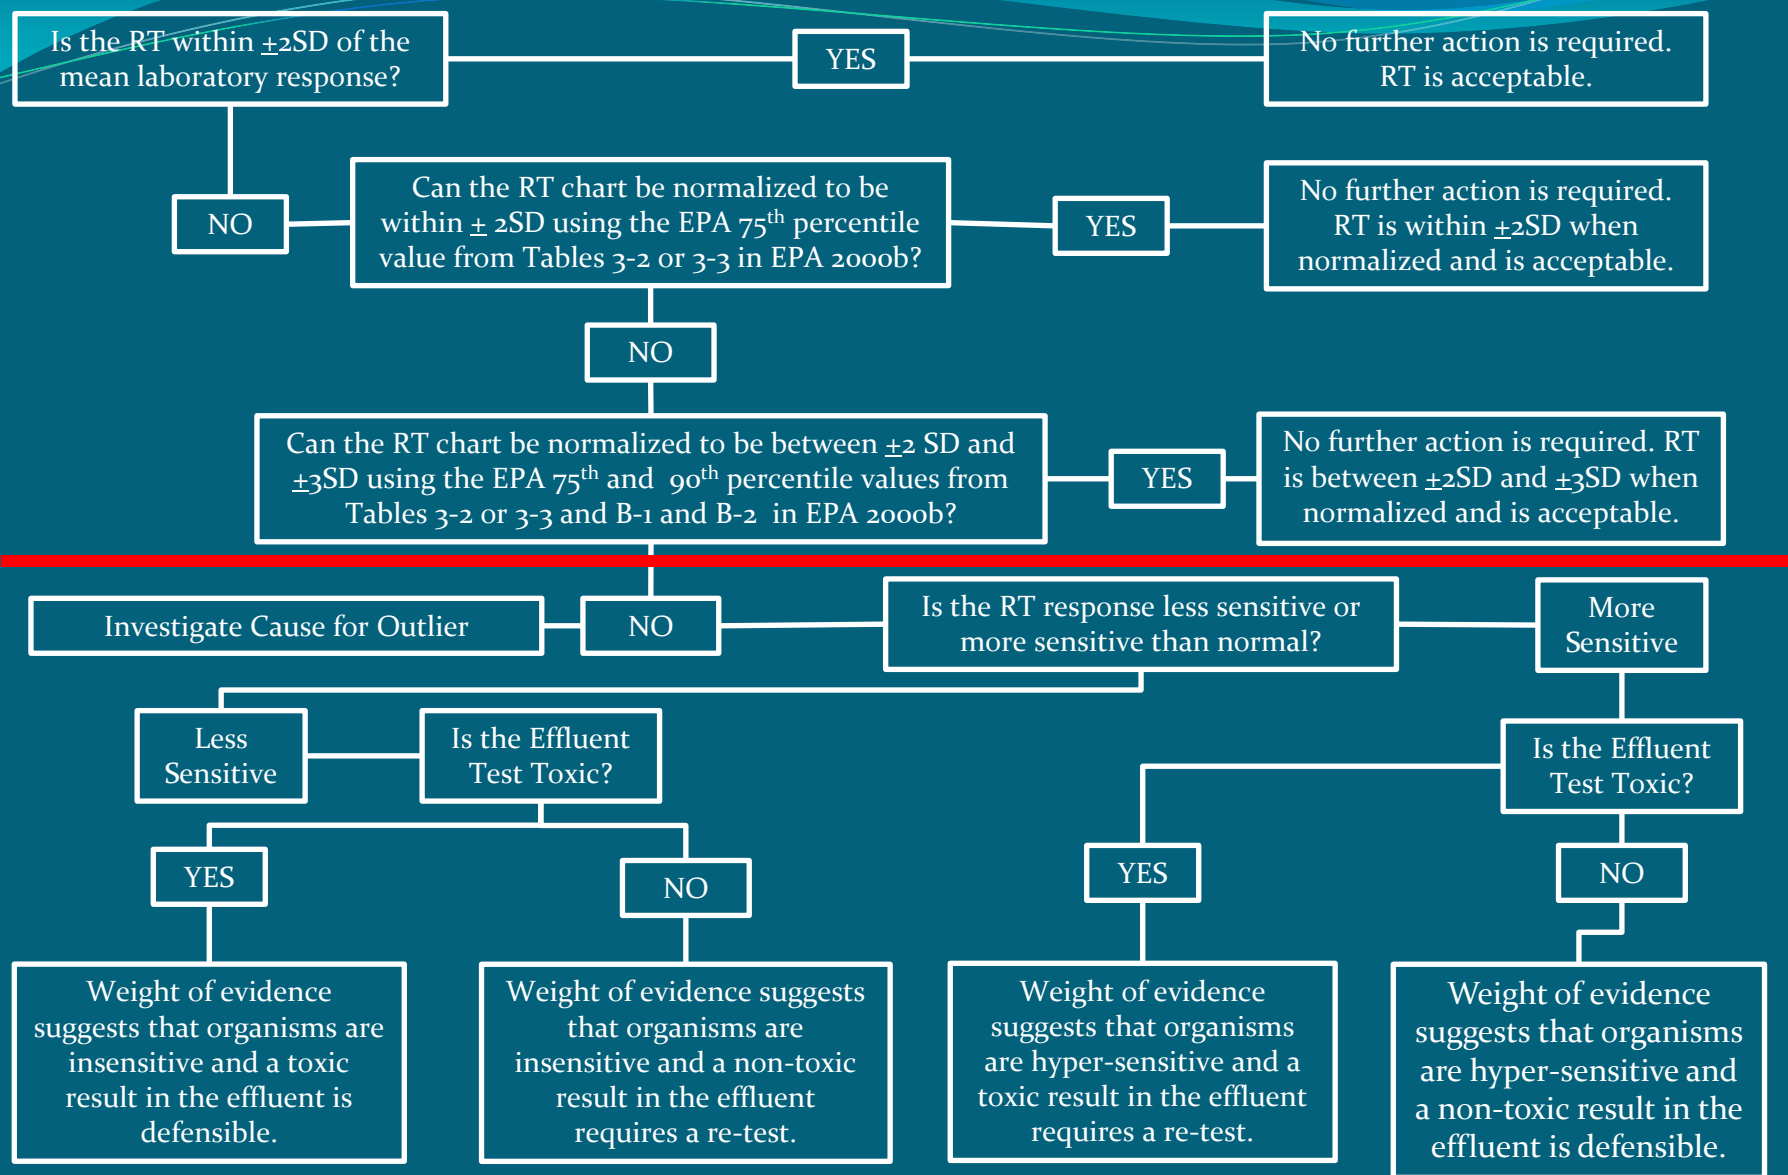 Is the RT within ±2SD of the
mean laboratory response?
YES
No further action is required.
RT is acceptable.
NO
Can the RT chart be normalized to be
within ± 2SD using the EPA 75th percentile
value from Tables 3-2 or 3-3 in EPA 2000b?
YES
No further action is required.
RT is within ±2SD when
normalized and is acceptable.
NO
Can the RT chart be normalized to be between ±2 SD and
±3SD using the EPA 75th and 90th percentile values from
Tables 3-2 or 3-3 and B-1 and B-2 in EPA 2000b?
YES
No further action is required. RT
is between ±2SD and ±3SD when
normalized and is acceptable.
Investigate Cause for Outlier
NO
Is the RT response less sensitive or
more sensitive than normal?
More
Sensitive
Less
Sensitive
Is the Effluent
Test Toxic?
Is the Effluent
Test Toxic?
YES
NO
YES
NO
Weight of evidence
suggests that organisms are
insensitive and a toxic
result in the effluent is
defensible.
Weight of evidence suggests
that organisms are
insensitive and a non-toxic
result in the effluent
requires a re-test.
Weight of evidence
suggests that organisms
are hyper-sensitive and a
toxic result in the effluent
requires a re-test.
Weight of evidence
suggests that organisms
are hyper-sensitive and
a non-toxic result in the
effluent is defensible.